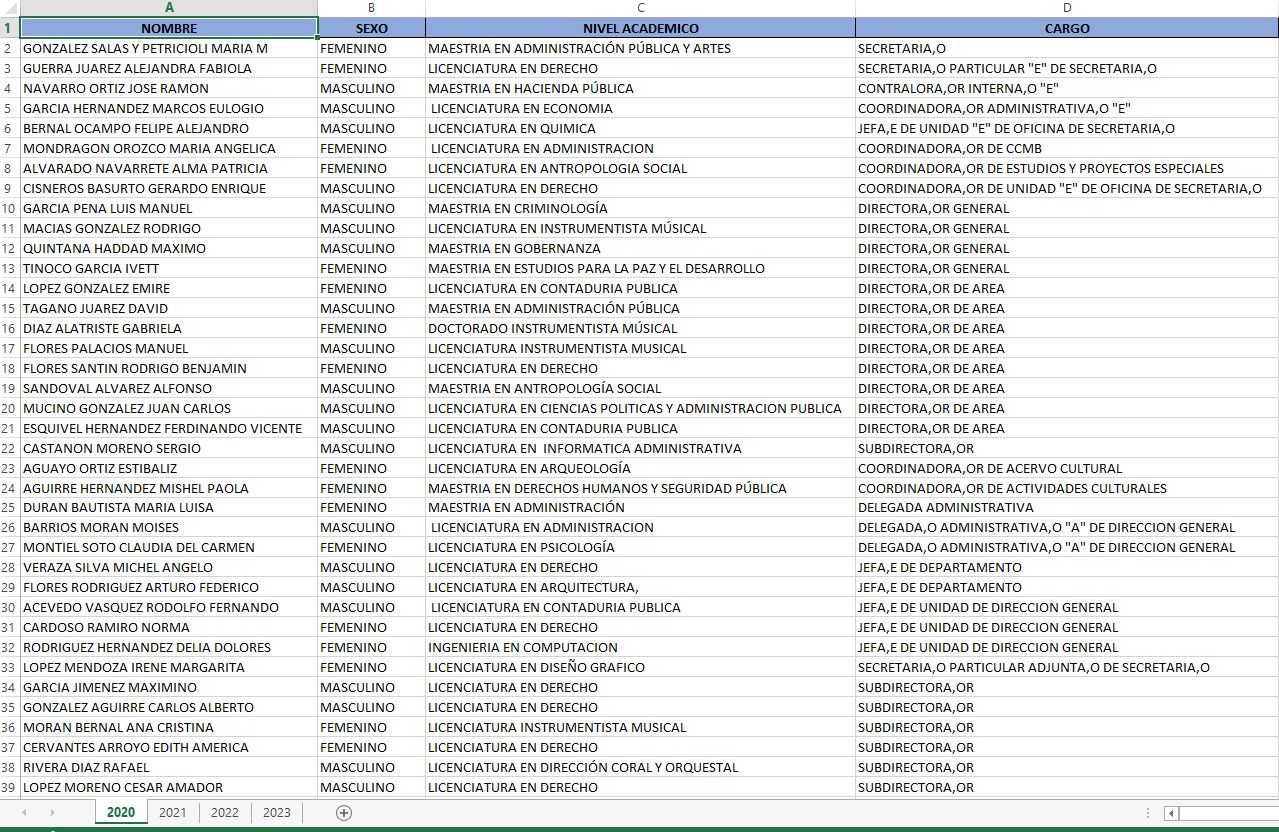 A B C D
1 NOMBRE SEXO NIVEL ACADEMICO CARGO
2 GONZALEZ SALAS Y PETRICIOLI MARIA M FEMENINO MAESTRIA EN ADMINISTRACIÓN PÚBLICA Y ARTES SECRETARIA,O
3 GUERRA JUAREZ ALEJANDRA FABIOLA FEMENINO LICENCIATURA EN DERECHO SECRETARIA,O PARTICULAR "E" DE SECRETARIA,O
4 NAVARRO ORTIZ JOSE RAMON MASCULINO MAESTRIA EN HACIENDA PÚBLICA CONTRALORA,OR INTERNA,O "E"
5 GARCIA HERNANDEZ MARCOS EULOGIO MASCULINO LICENCIATURA EN ECONOMIA COORDINADORA,OR ADMINISTRATIVA,O "E"
6 BERNAL OCAMPO FELIPE ALEJANDRO MASCULINO LICENCIATURA EN QUIMICA JEFA,E DE UNIDAD "E" DE OFICINA DE SECRETARIA,O
7 MONDRAGON OROZCO MARIA ANGELICA FEMENINO LICENCIATURA EN ADMINISTRACION COORDINADORA,OR DE CCMB
8 ALVARADO NAVARRETE ALMA PATRICIA FEMENINO LICENCIATURA EN ANTROPOLOGIA SOCIAL COORDINADORA,OR DE ESTUDIOS Y PROYECTOS ESPECIALES
9 CISNEROS BASURTO GERARDO ENRIQUE MASCULINO LICENCIATURA EN DERECHO COORDINADORA,OR DE UNIDAD "E" DE OFICINA DE SECRETARIA,O
10 GARCIA PENA LUIS MANUEL MASCULINO MAESTRIA EN CRIMINOLOGÍA DIRECTORA,OR GENERAL
11 MACIAS GONZALEZ RODRIGO MASCULINO LICENCIATURA EN INSTRUMENTISTA MÚSICAL DIRECTORA,OR GENERAL
12 QUINTANA HADDAD MAXIMO MASCULINO MAESTRIA EN GOBERNANZA DIRECTORA,OR GENERAL
13 TINOCO GARCIA IVETT FEMENINO MAESTRIA EN ESTUDIOS PARA LA PAZ Y EL DESARROLLO DIRECTORA,OR GENERAL
14 LOPEZ GONZALEZ EMIRE FEMENINO LICENCIATURA EN CONTADURIA PUBLICA DIRECTORA,OR DE AREA
15 TAGANO JUAREZ DAVID MASCULINO MAESTRIA EN ADMINISTRACIÓN PÚBLICA DIRECTORA,OR DE AREA
16 DIAZ ALATRISTE GABRIELA FEMENINO DOCTORADO INSTRUMENTISTA MÚSICAL DIRECTORA,OR DE AREA
17 FLORES PALACIOS MANUEL MASCULINO LICENCIATURA INSTRUMENTISTA MUSICAL DIRECTORA,OR DE AREA
18 FLORES SANTIN RODRIGO BENJAMIN FEMENINO LICENCIATURA EN DERECHO DIRECTORA,OR DE AREA
19 SANDOVAL ALVAREZ ALFONSO MASCULINO MAESTRIA EN ANTROPOLOGÍA SOCIAL DIRECTORA,OR DE AREA
20 MUCINO GONZALEZ JUAN CARLOS MASCULINO LICENCIATURA EN CIENCIAS POLITICAS Y ADMINISTRACION PUBLICA DIRECTORA,OR DE AREA
21 ESQUIVEL HERNANDEZ FERDINANDO VICENTE MASCULINO LICENCIATURA EN CONTADURIA PUBLICA DIRECTORA,OR DE AREA
22 CASTANON MORENO SERGIO MASCULINO LICENCIATURA EN INFORMATICA ADMINISTRATIVA SUBDIRECTORA,OR
23 AGUAYO ORTIZ ESTIBALIZ FEMENINO LICENCIATURA EN ARQUEOLOGÍA COORDINADORA,OR DE ACERVO CULTURAL
24 AGUIRRE HERNANDEZ MISHEL PAOLA FEMENINO MAESTRIA EN DERECHOS HUMANOS Y SEGURIDAD PÚBLICA COORDINADORA,OR DE ACTIVIDADES CULTURALES
25 DURAN BAUTISTA MARIA LUISA FEMENINO MAESTRIA EN ADMINISTRACIÓN DELEGADA ADMINISTRATIVA
26 BARRIOS MORAN MOISES MASCULINO LICENCIATURA EN ADMINISTRACION DELEGADA,O ADMINISTRATIVA,O "A" DE DIRECCION GENERAL
27 MONTIEL SOTO CLAUDIA DEL CARMEN FEMENINO LICENCIATURA EN PSICOLOGÍA DELEGADA,O ADMINISTRATIVA,O "A" DE DIRECCION GENERAL
28 VERAZA SILVA MICHEL ANGELO MASCULINO LICENCIATURA EN DERECHO JEFA,E DE DEPARTAMENTO
29 FLORES RODRIGUEZ ARTURO FEDERICO MASCULINO LICENCIATURA EN ARQUITECTURA, JEFA,E DE DEPARTAMENTO
30 ACEVEDO VASQUEZ RODOLFO FERNANDO MASCULINO LICENCIATURA EN CONTADURIA PUBLICA JEFA,E DE UNIDAD DE DIRECCION GENERAL
31 CARDOSO RAMIRO NORMA FEMENINO LICENCIATURA EN DERECHO JEFA,E DE UNIDAD DE DIRECCION GENERAL
32 RODRIGUEZ HERNANDEZ DELIA DOLORES FEMENINO INGENIERIA EN COMPUTACION JEFA,E DE UNIDAD DE DIRECCION GENERAL
33 LOPEZ MENDOZA IRENE MARGARITA FEMENINO LICENCIATURA EN DISEÑO GRAFICO SECRETARIA,O PARTICULAR ADJUNTA,O DE SECRETARIA,O
34 GARCIA JIMENEZ MAXIMINO MASCULINO LICENCIATURA EN DERECHO SUBDIRECTORA,OR
35 GONZALEZ AGUIRRE CARLOS ALBERTO MASCULINO LICENCIATURA EN DERECHO SUBDIRECTORA,OR
36 MORAN BERNAL ANA CRISTINA FEMENINO LICENCIATURA INSTRUMENTISTA MUSICAL SUBDIRECTORA,OR
37 CERVANTES ARROYO EDITH AMERICA FEMENINO LICENCIATURA EN DERECHO SUBDIRECTORA,OR
38 RIVERA DIAZ RAFAEL MASCULINO LICENCIATURA EN DIRECCIÓN CORAL Y ORQUESTAL SUBDIRECTORA,OR
39 LOPEZ MORENO CESAR AMADOR MASCULINO LICENCIATURA EN DERECHO SUBDIRECTORA,OR
2020 2021 2022 2023